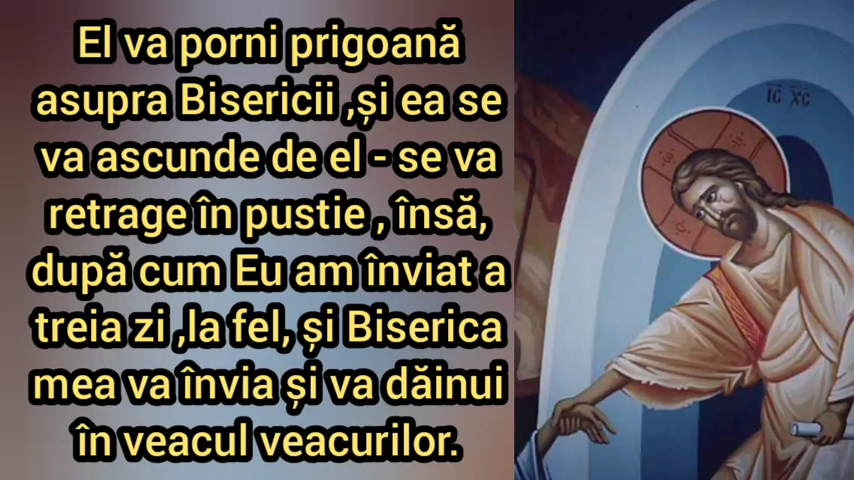 El va porni prigoană
asupra Bisericii ,și ea se
va ascunde de el - se va
retrage în pustie , însă,
după cum Eu am înviat a
treia zi ,la fel, și Biserica
mea va învia și va dăinui
în veacul veacurilor.
IC XC